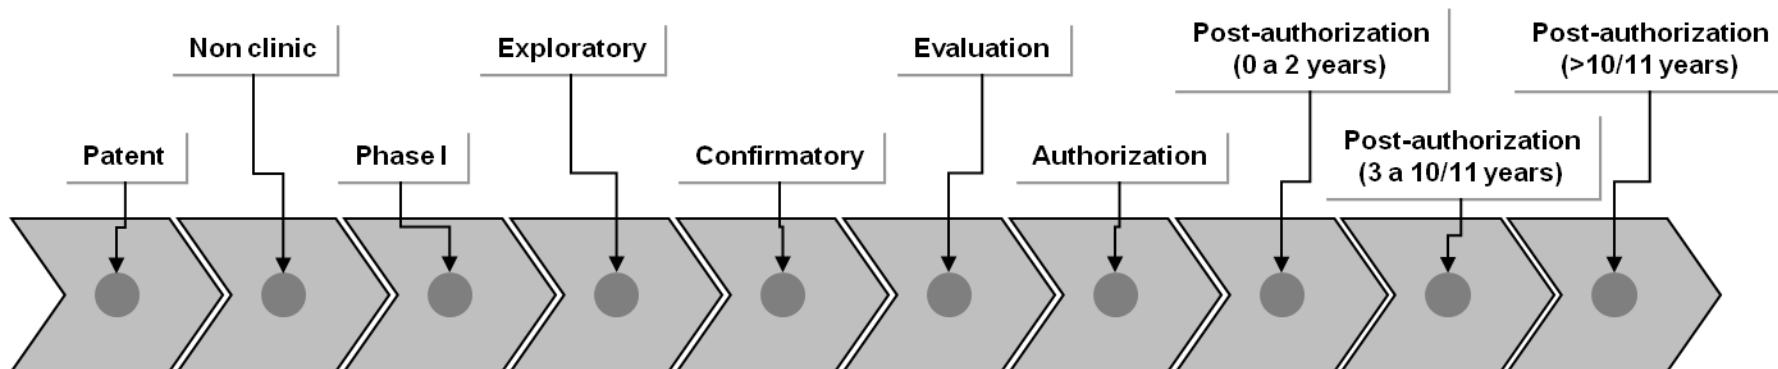 Patent
Non clinic
Phase I
Exploratory
Confirmatory
Evaluation
Authorization
Post-authorization
(0 a 2 years)
Post-authorization
(3 a 10/11 years)
Post-authorization
(>10/11 years)